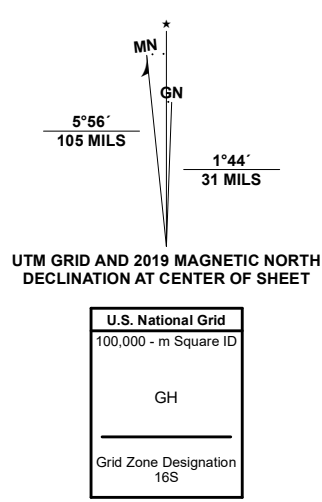 MN
GN
5°56´
105 MILS
1°44´
31 MILS
UTM GRID AND 2019 MAGNETIC NORTH
DECLINATION AT CENTER OF SHEET
U.S. National Grid
100,000 - m Square ID
GH
Grid Zone Designation
16S